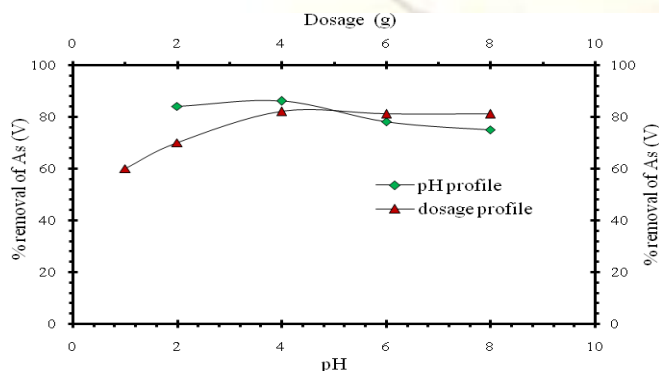 Dosage (g)
0 2 4 6 8 10
100 100
80 80
60 60
40 40
20 20
0 0
%removal of As (V)
%removal of As (V)
pH profile
dosage profile
0 2 4 6 8 10
pH